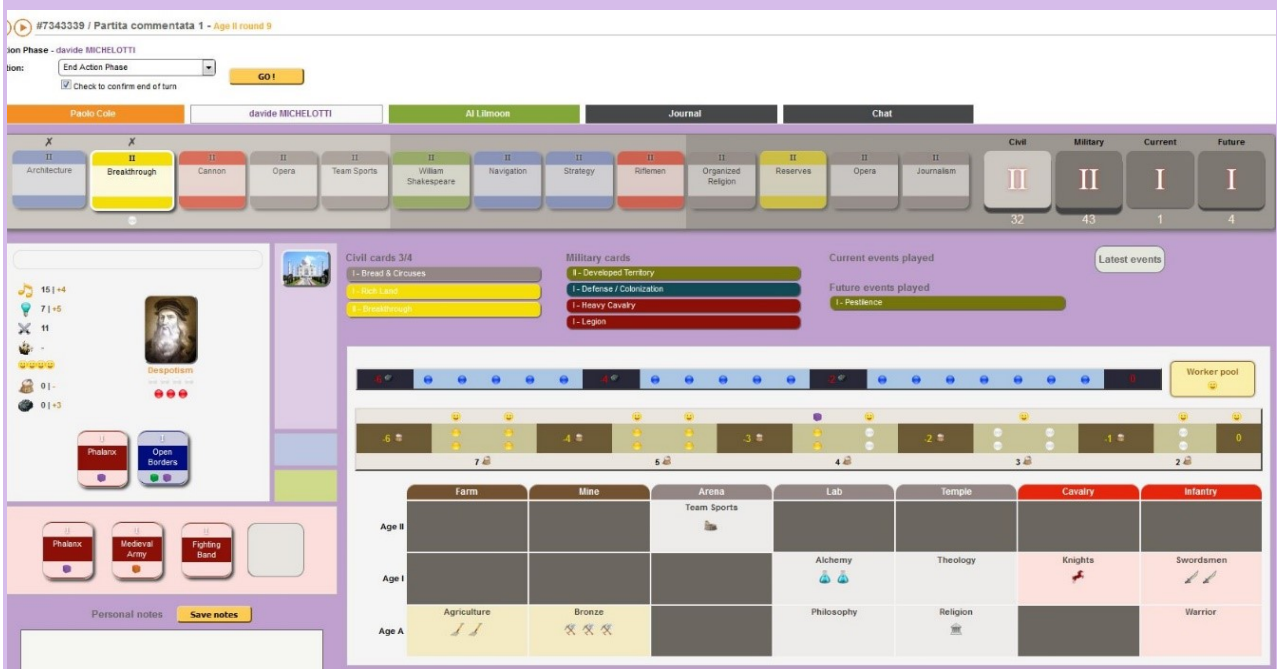 #7343339 / Partita commentata 1 - Age II round 9
ion Phase - davide MICHELOTTI
tion:
End Action Phase
GO !
Check to confirm end of turn
Paolo Cole
davide MICHELOTTI
Al Lilmoon
Journal
Chat
X X
Civil Military Current Future
II
Architecture
II
Breakthrough
II
Cannon
II
Opera
II
Team Sports
II
William
Shakespeare
II
Navigation
II
Strategy
II
Riflemen
II
Organized
Religion
II
Reserves
II
Opera
II
Journalism
II II I I
32 43 1 4
Civil cards 3/4
I - Bread & Circuses
I - Rich Land
II - Breakthrough
Military cards
II - Developed Territory
I - Defense / Colonization
I - Heavy Cavalry
I - Legion
Current events played
Future events played
I - Pestilence
Latest events
15 | +4
7 | +5
11
-
0 | -
0 | +3
Despotism
Phalanx
Open
Borders
Phalanx
Medieval
Army
Fighting
Band
Personal notes
Save notes
-6 -4 -2 0
Worker pool
-6 -4 -3 -2 -1 0
7 5 4 3 2
Farm Mine Arena Lab Temple Cavalry Infantry
Age II
Team Sports
Age I
Alchemy Theology Knights Swordsmen
Age A
Agriculture Bronze Philosophy Religion Warrior